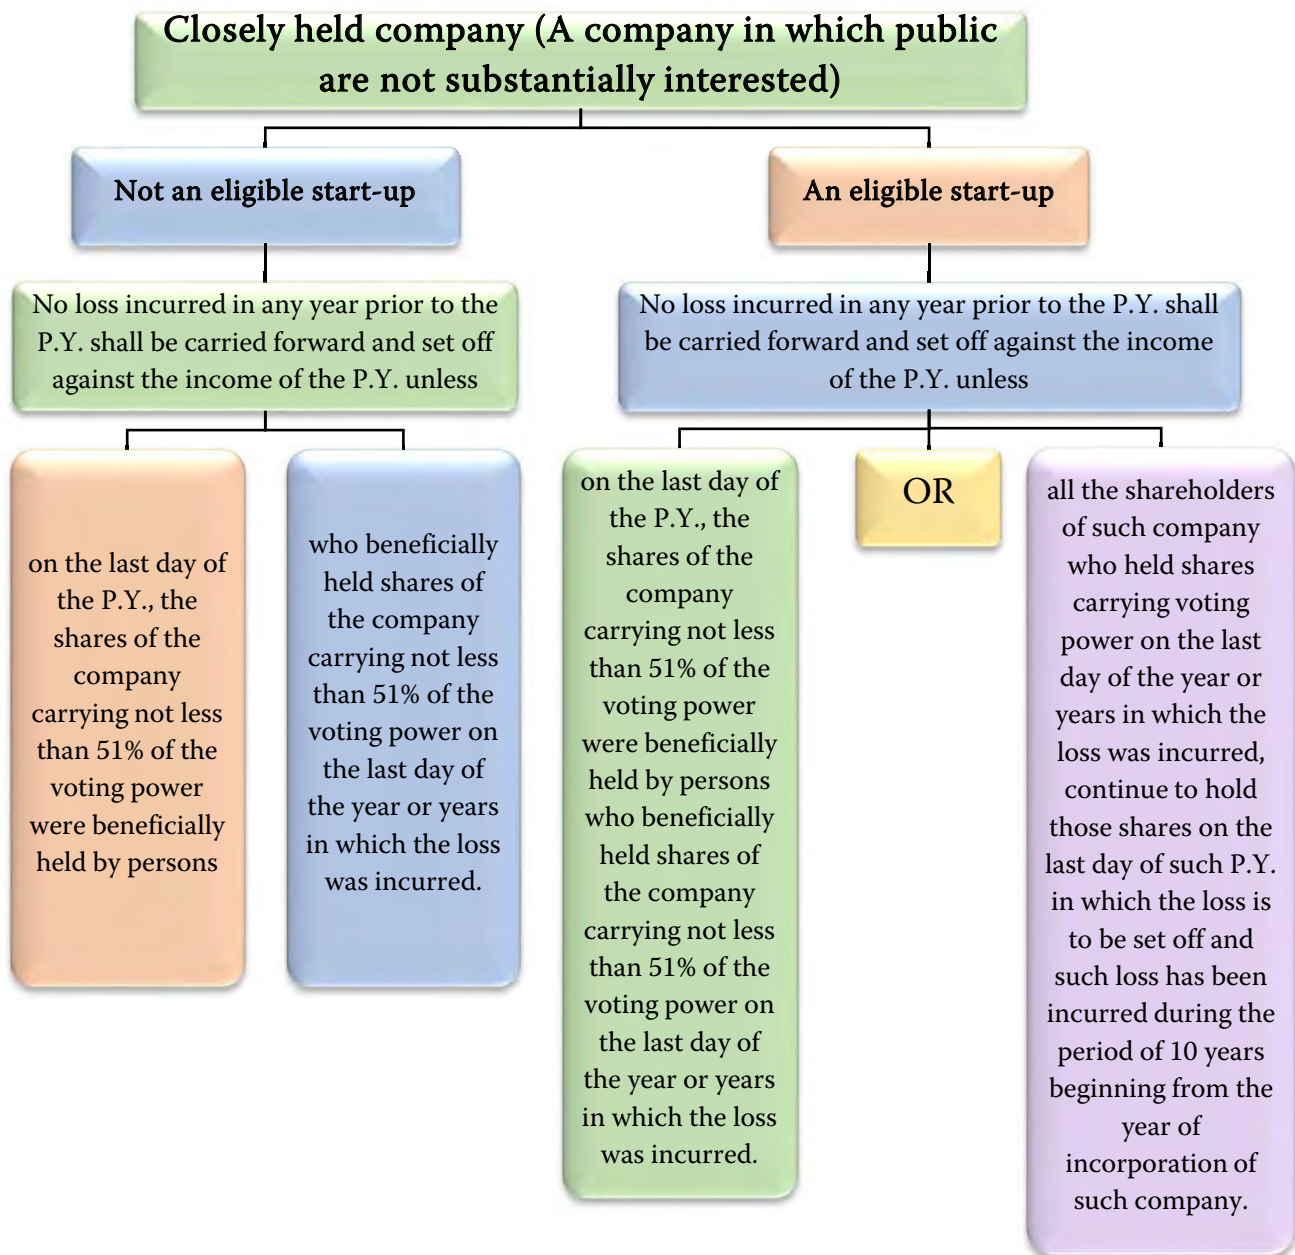 Closely held company (A company in which public
are not substantially interested)
Not an eligible start-up
An eligible start-up
No loss incurred in any year prior to the
P.Y. shall be carried forward and set off
against the income of the P.Y. unless
No loss incurred in any year prior to the P.Y. shall
be carried forward and set off against the income
of the P.Y. unless
on the last day of
the P.Y., the
shares of the
company
carrying not less
than 51% of the
voting power
were beneficially
held by persons
who beneficially
held shares of
the company
carrying not less
than 51% of the
voting power on
the last day of
the year or years
in which the loss
was incurred.
on the last day of
the P.Y., the
shares of the
company
carrying not less
than 51% of the
voting power
were beneficially
held by persons
who beneficially
held shares of
the company
carrying not less
than 51% of the
voting power on
the last day of
the year or years
in which the loss
was incurred.
OR
all the shareholders
of such company
who held shares
carrying voting
power on the last
day of the year or
years in which the
loss was incurred,
continue to hold
those shares on the
last day of such P.Y.
in which the loss is
to be set off and
such loss has been
incurred during the
period of 10 years
beginning from the
year of
incorporation of
such company.